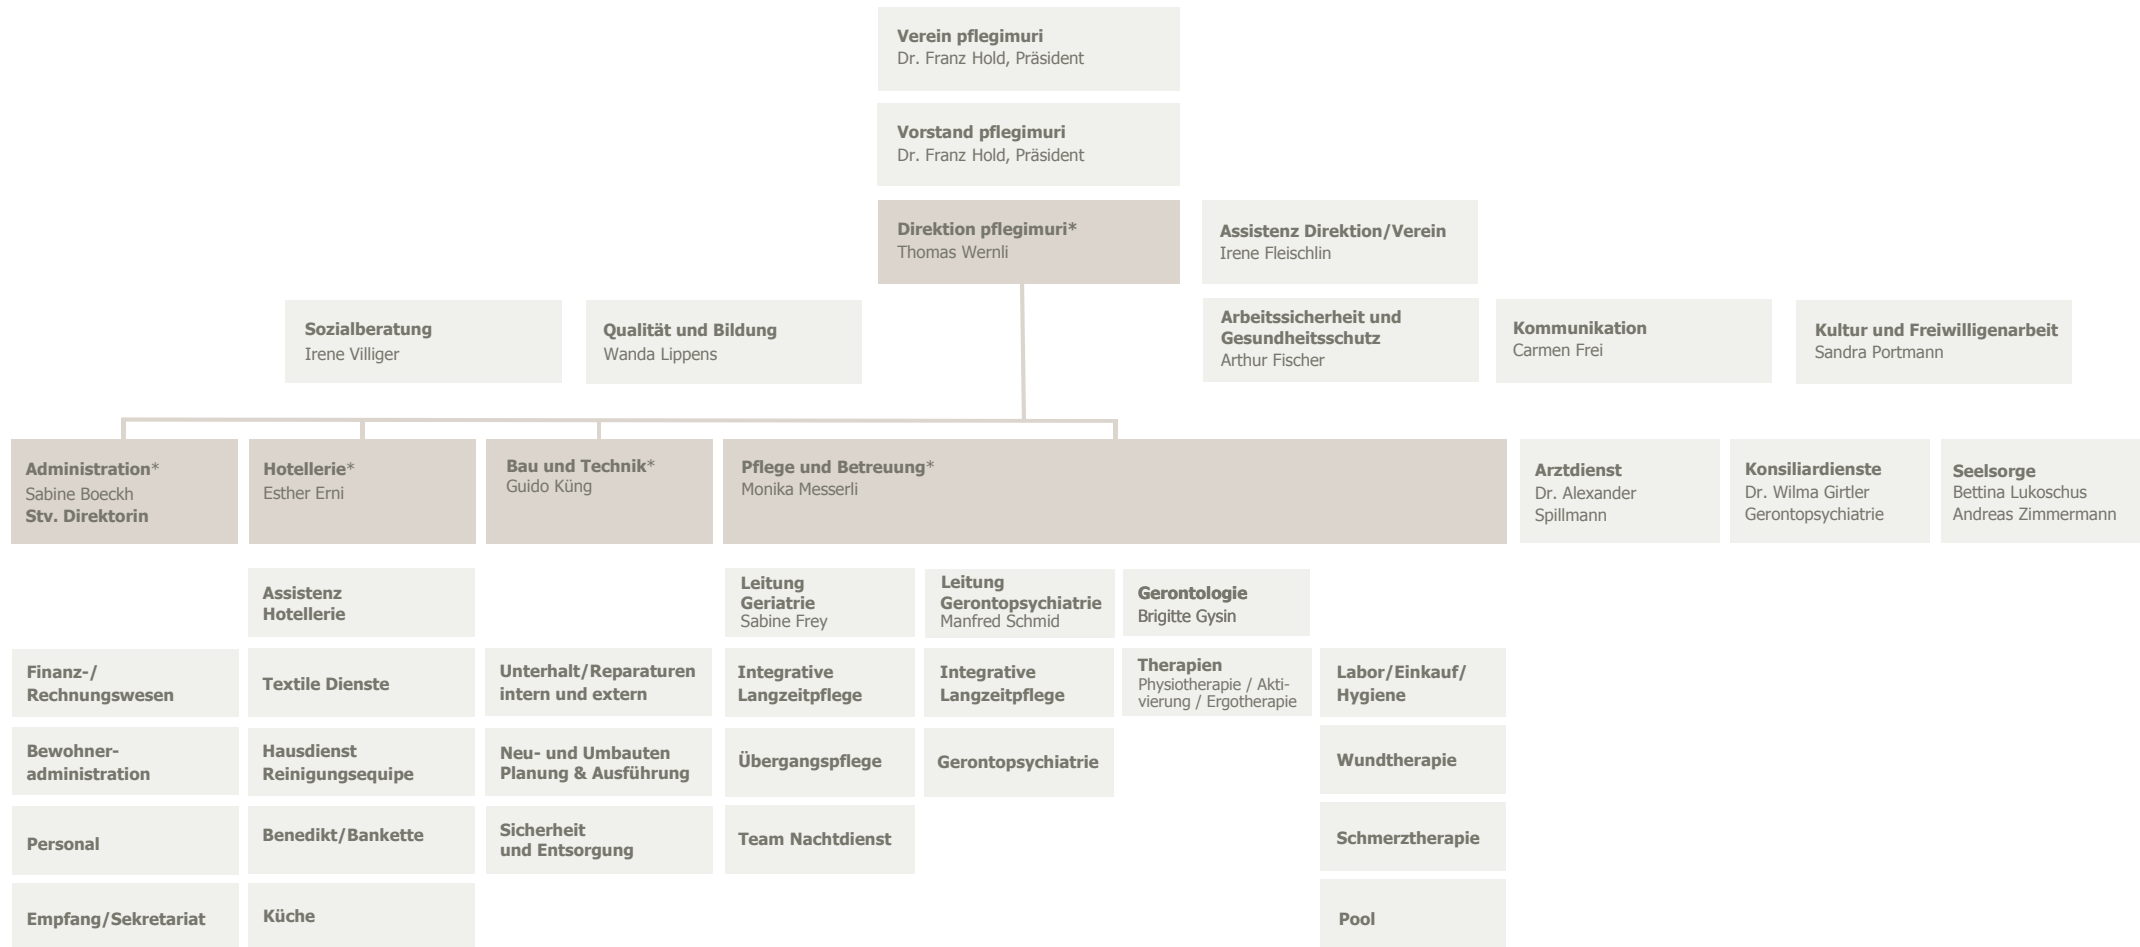 Verein pflegimuri
Dr. Franz Hold, Präsident
Vorstand pflegimuri
Dr. Franz Hold, Präsident
Direktion pflegimuri*
Thomas Wernli
Assistenz Direktion/Verein
Irene Fleischlin
Sozialberatung
Irene Villiger
Qualität und Bildung
Wanda Lippens
Arbeitssicherheit und
Gesundheitsschutz
Arthur Fischer
Kommunikation
Carmen Frei
Kultur und Freiwilligenarbeit
Sandra Portmann
Administration*
Sabine Boeckh
Stv. Direktorin
Hotellerie*
Esther Erni
Bau und Technik*
Guido Küng
Pflege und Betreuung*
Monika Messerli
Arztdienst
Dr. Alexander
Spillmann
Konsiliardienste
Dr. Wilma Girtler
Gerontopsychiatrie
Seelsorge
Bettina Lukoschus
Andreas Zimmermann
Assistenz
Hotellerie
Leitung
Geriatrie
Sabine Frey
Leitung
Gerontopsychiatrie
Manfred Schmid
Gerontologie
Brigitte Gysin
Finanz-/
Rechnungswesen
Textile Dienste
Unterhalt/Reparaturen
intern und extern
Integrative
Langzeitpflege
Integrative
Langzeitpflege
Therapien
Physiotherapie / Akti-
vierung / Ergotherapie
Labor/Einkauf/
Hygiene
Bewohner-
administration
Hausdienst
Reinigungsequipe
Neu- und Umbauten
Planung & Ausführung
Übergangspflege
Gerontopsychiatrie
Wundtherapie
Personal
Benedikt/Bankette
Sicherheit
und Entsorgung
Team Nachtdienst
Schmerztherapie
Empfang/Sekretariat
Küche
Pool